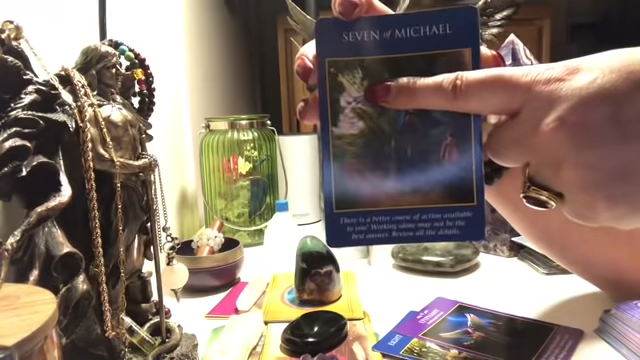 SEVEN of MICHAEL
There is a better course of action available
to you! Working alone may not be the
best answer. Review all the details.